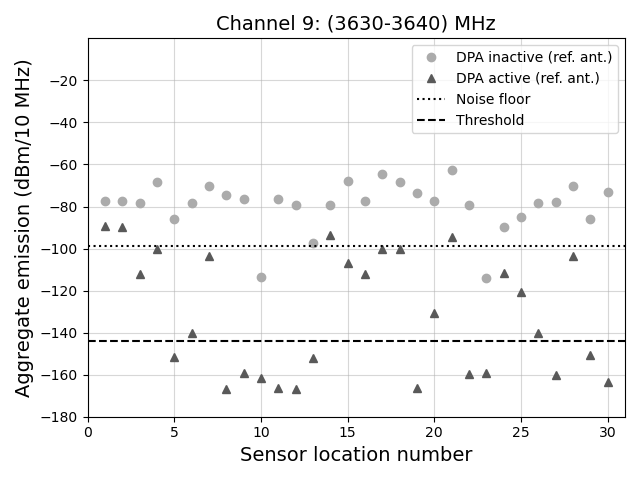 Channel 9: (3630-3640) MHz
DPA inactive (ref. ant.)
DPA active (ref. ant.)
Noise floor
Threshold
Aggregate emission (dBm/10 MHz)
−20
−40
−60
−80
−100
−120
−140
−160
−180
0 5 10 15 20 25 30
Sensor location number